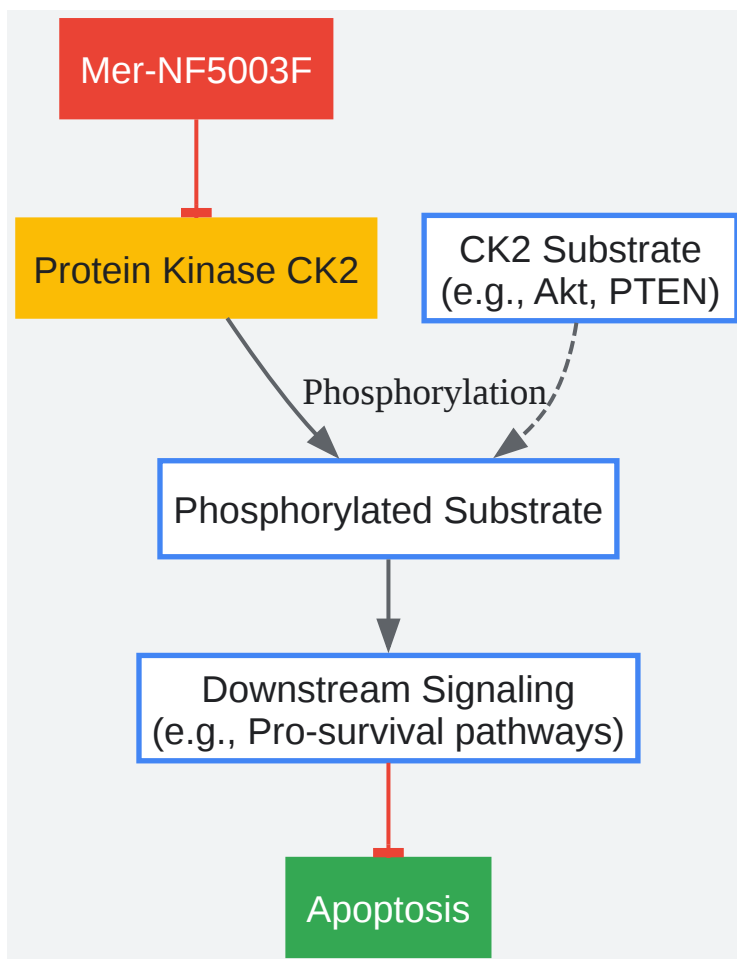 Mer-NF5003F
Protein Kinase CK2
CK2 Substrate
(e.g., Akt, PTEN)
Phosphorylation
Phosphorylated Substrate
Downstream Signaling
(e.g., Pro-survival pathways)
Apoptosis